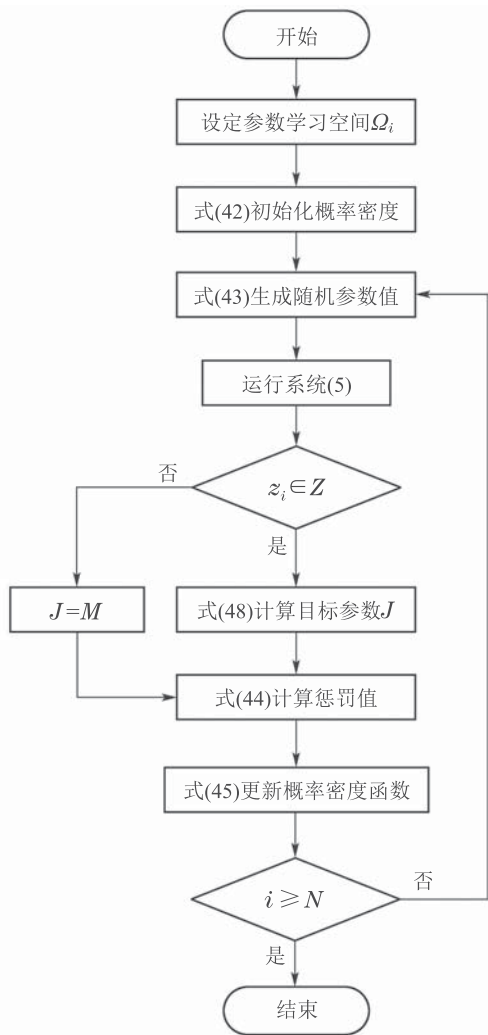 开始
设定参数学习空间Ωᵢ
式(42)初始化概率密度
式(43)生成随机参数值
运行系统(5)
否
zᵢ∈Z
是
J=M
式(48)计算目标参数J
式(44)计算惩罚值
式(45)更新概率密度函数
i≥N
否
是
结束